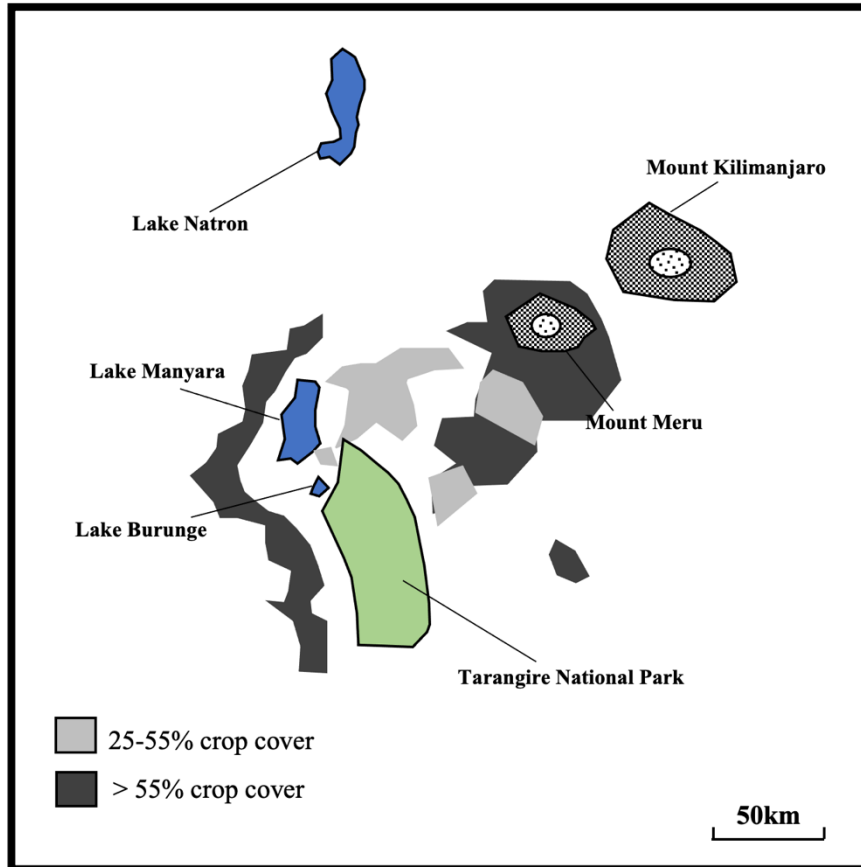 Mount Kilimanjaro
Lake Natron
Lake Manyara
Mount Meru
Lake Burunge
Tarangire National Park
25-55% crop cover
> 55% crop cover
50km